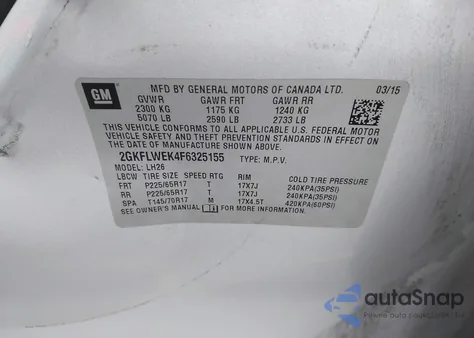 GM
MFD BY GENERAL MOTORS OF CANADA LTD. 03/15
GVWR GAWR FRT GAWR RR
2300 KG 1175 KG 1240 KG
5070 LB 2590 LB 2733 LB
THIS VEHICLE CONFORMS TO ALL APPLICABLE U.S. FEDERAL MOTOR
VEHICLE SAFETY, BUMPER, AND THEFT PREVENTION STANDARDS IN EFFECT ON
THE DATE OF MANUFACTURE SHOWN ABOVE.
2GKFLWEK4F6325155 TYPE: M.P.V.
MODEL: LH26
LBCW TIRE SIZE SPEED RTG RIM COLD TIRE PRESSURE
FRT P225/65R17 T 17X7J 240KPA(35PSI)
RR P225/65R17 T 17X7J 240KPA(35PSI)
SPA T145/70R17 M 17X4.5T 420KPA(60PSI)
SEE OWNER'S MANUAL FOR MORE INFORMATION.
autoSnap